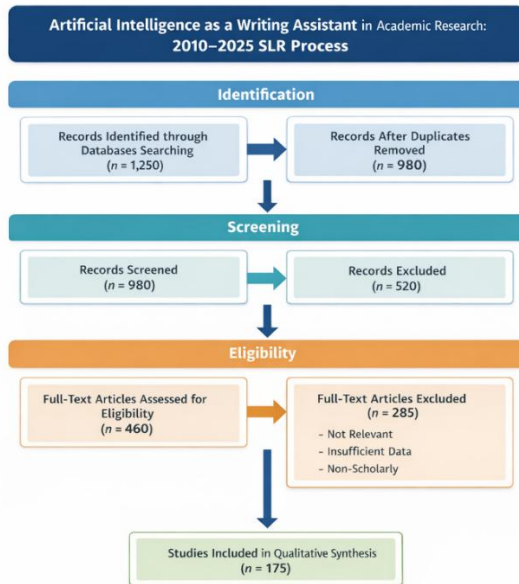 Artificial Intelligence as a Writing Assistant in Academic Research:
2010–2025 SLR Process
Identification
Records Identified through
Databases Searching
(n = 1,250)
Records After Duplicates
Removed
(n = 980)
Screening
Records Screened
(n = 980)
Records Excluded
(n = 520)
Eligibility
Full-Text Articles Assessed for
Eligibility
(n = 460)
Full-Text Articles Excluded
(n = 285)
- Not Relevant
- Insufficient Data
- Non-Scholarly
Studies Included in Qualitative Synthesis
(n = 175)